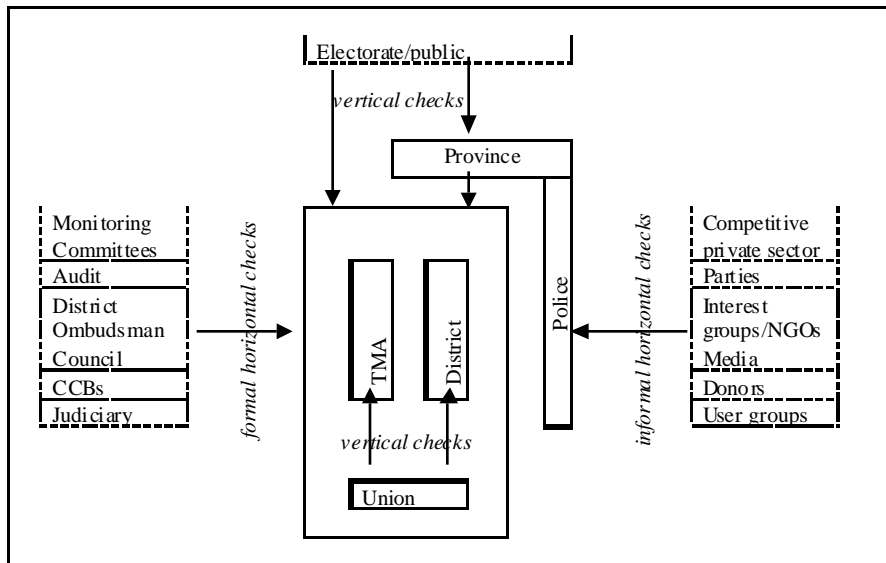 Electorate/public
vertical checks
Province
Monitoring
Committees
Audit
District
Ombudsman
Council
CCBs
Judiciary
formal horizontal checks
TMA
District
vertical checks
Union
Police
informal horizontal checks
Competitive
private sector
Parties
Interest
groups/NGOs
Media
Donors
User groups